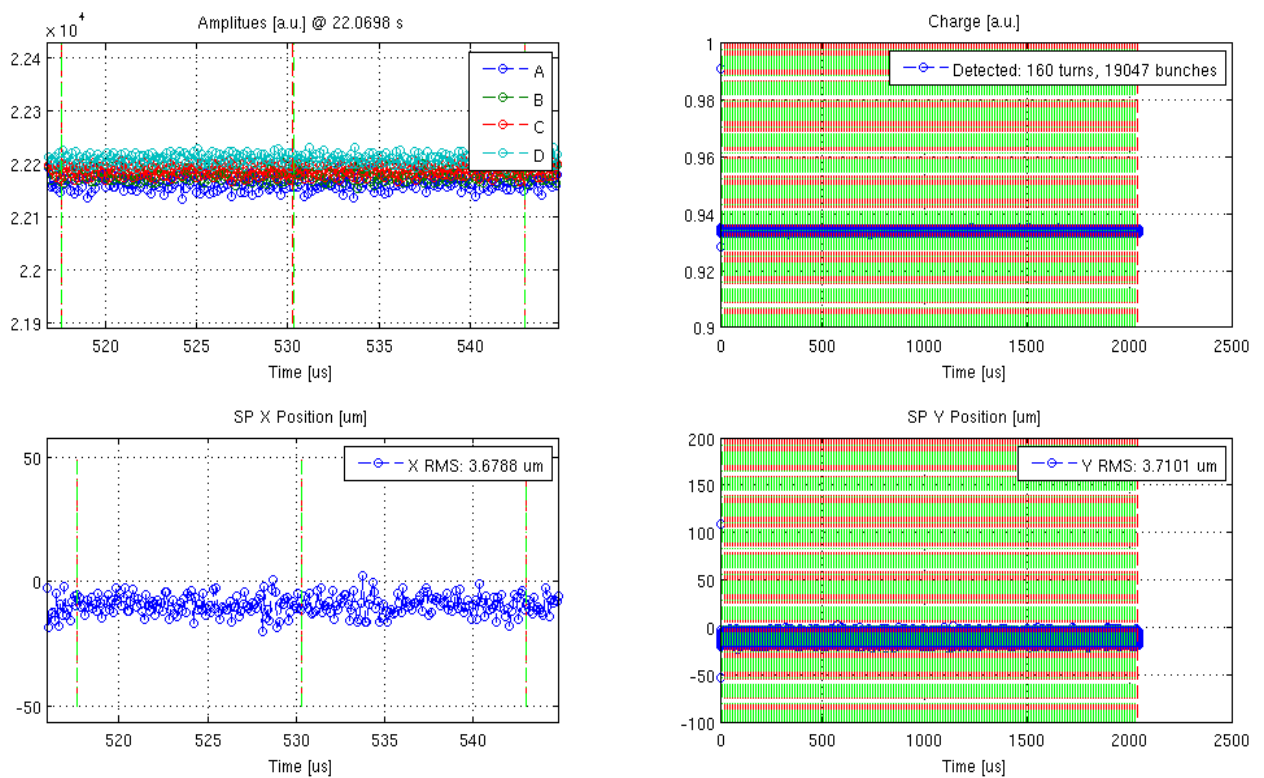 Amplitues [a.u.] @ 22.0698 s
× 10⁴
2.24
2.23
2.22
2.21
2.2
2.19
A
B
C
D
520 525 530 535 540
Time [us]
Charge [a.u.]
1
0.98
0.96
0.94
0.92
0.9
Detected: 160 turns, 19047 bunches
0 500 1000 1500 2000 2500
Time [us]
SP X Position [um]
50
0
-50
X RMS: 3.6788 um
520 525 530 535 540
Time [us]
SP Y Position [um]
200
150
100
50
0
-50
-100
Y RMS: 3.7101 um
0 500 1000 1500 2000 2500
Time [us]